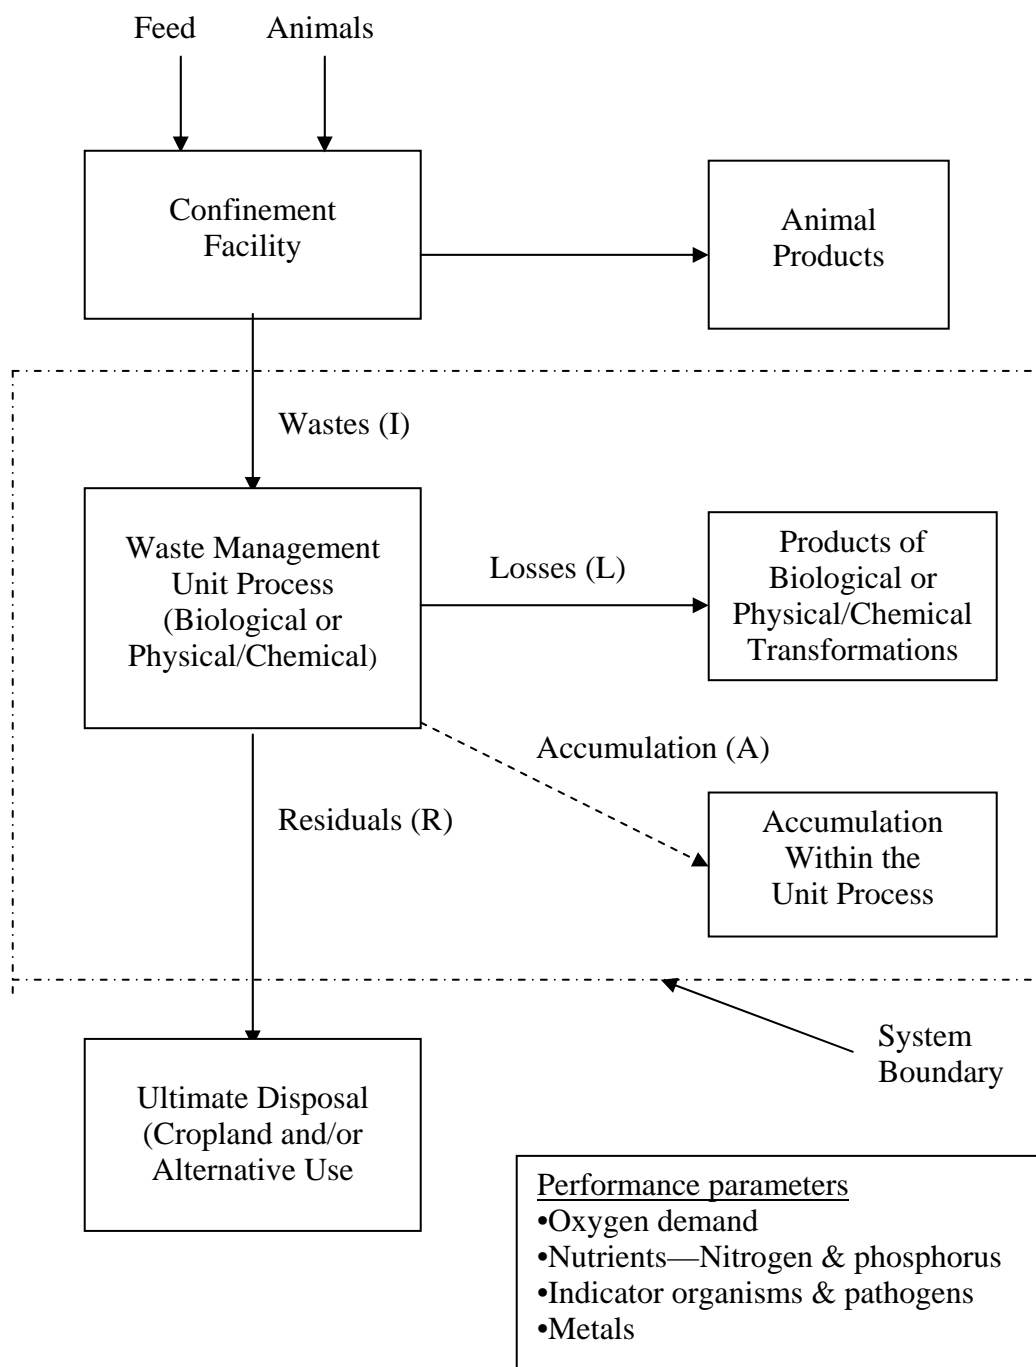 Feed Animals
Confinement
Facility
Animal
Products
Wastes (I)
Waste Management
Unit Process
(Biological or
Physical/Chemical)
Losses (L)
Products of
Biological or
Physical/Chemical
Transformations
Accumulation (A)
Residuals (R)
Accumulation
Within the
Unit Process
System
Boundary
Ultimate Disposal
(Cropland and/or
Alternative Use
Performance parameters
•Oxygen demand
•Nutrients—Nitrogen & phosphorus
•Indicator organisms & pathogens
•Metals